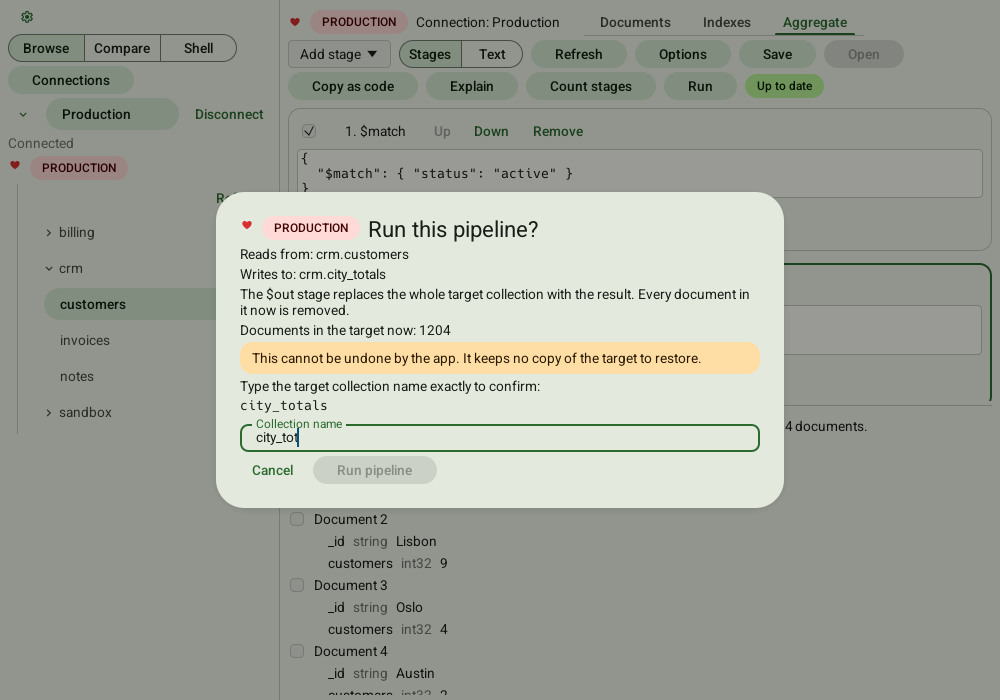 Browse
Compare
Shell
Connections
Production
Disconnect
Connected
PRODUCTION
billing
crm
customers
invoices
notes
sandbox
PRODUCTION
Connection: Production
Documents
Indexes
Aggregate
Add stage
Stages
Text
Refresh
Options
Save
Open
Copy as code
Explain
Count stages
Run
Up to date
1. $match
Up
Down
Remove
{
"$match": { "status": "active" }
}
PRODUCTION
Run this pipeline?
Reads from: crm.customers
Writes to: crm.city_totals
The $out stage replaces the whole target collection with the result. Every document in
it now is removed.
Documents in the target now: 1204
This cannot be undone by the app. It keeps no copy of the target to restore.
Type the target collection name exactly to confirm:
city_totals
Collection name
city_tot
Cancel
Run pipeline
4 documents.
Document 2
_id string Lisbon
customers int32 9
Document 3
_id string Oslo
customers int32 4
Document 4
_id string Austin
customers int32